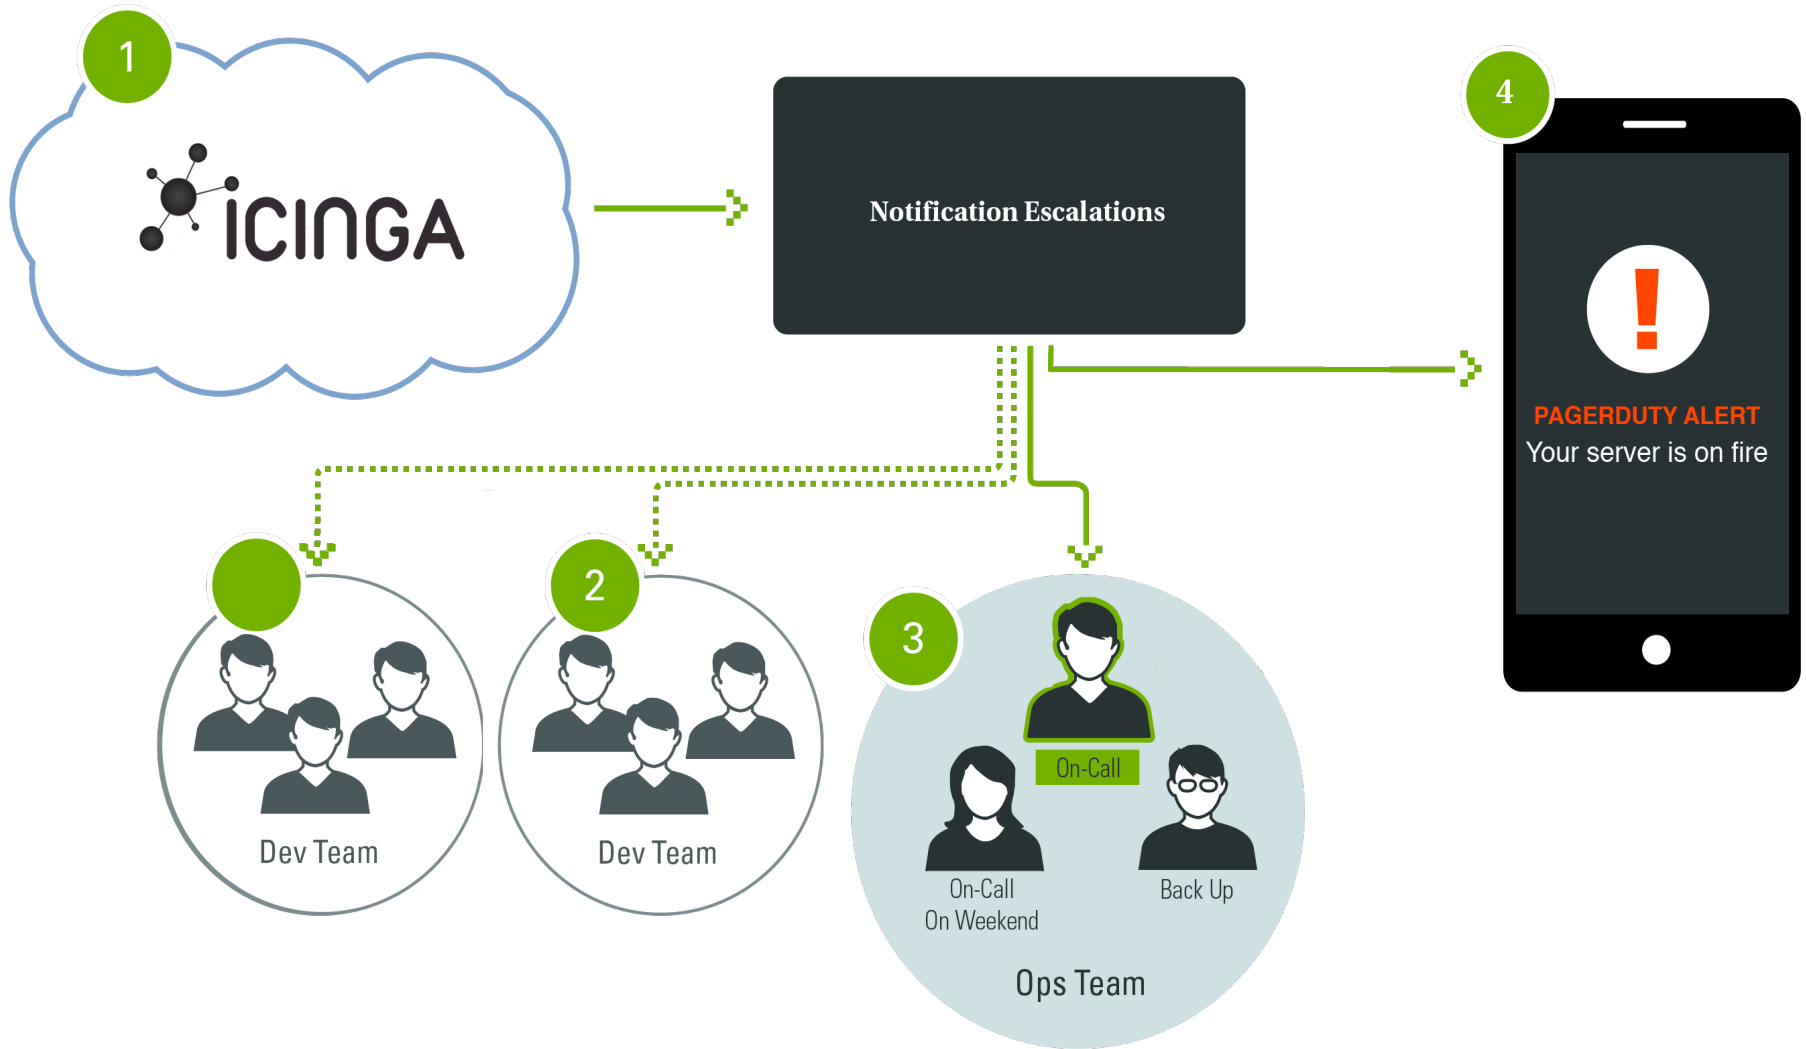 1
ICINGA
Notification Escalations
4
PAGERDUTY ALERT
Your server is on fire
Dev Team
2
Dev Team
3
On-Call
On-Call
On Weekend
Back Up
Ops Team